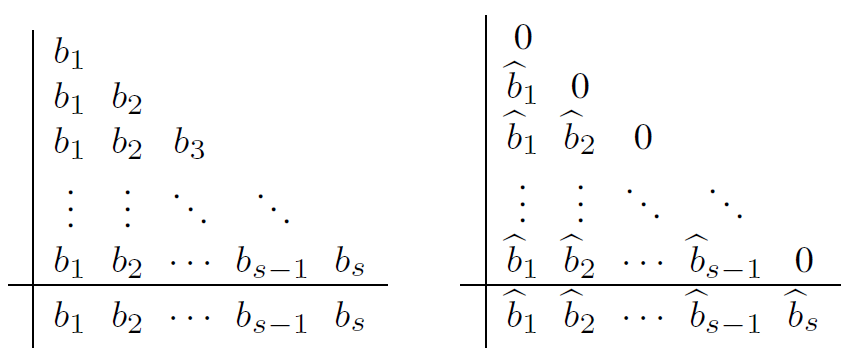 b₁ 0
b₁ b₂ b̂₁ 0
b₁ b₂ b₃ b̂₁ b̂₂ 0
⋮ ⋮ ⋱ ⋱ ⋮ ⋮ ⋱ ⋱
b₁ b₂ ⋯ bₛ₋₁ bₛ b̂₁ b̂₂ ⋯ b̂ₛ₋₁ 0
b₁ b₂ ⋯ bₛ₋₁ bₛ b̂₁ b̂₂ ⋯ b̂ₛ₋₁ b̂ₛ